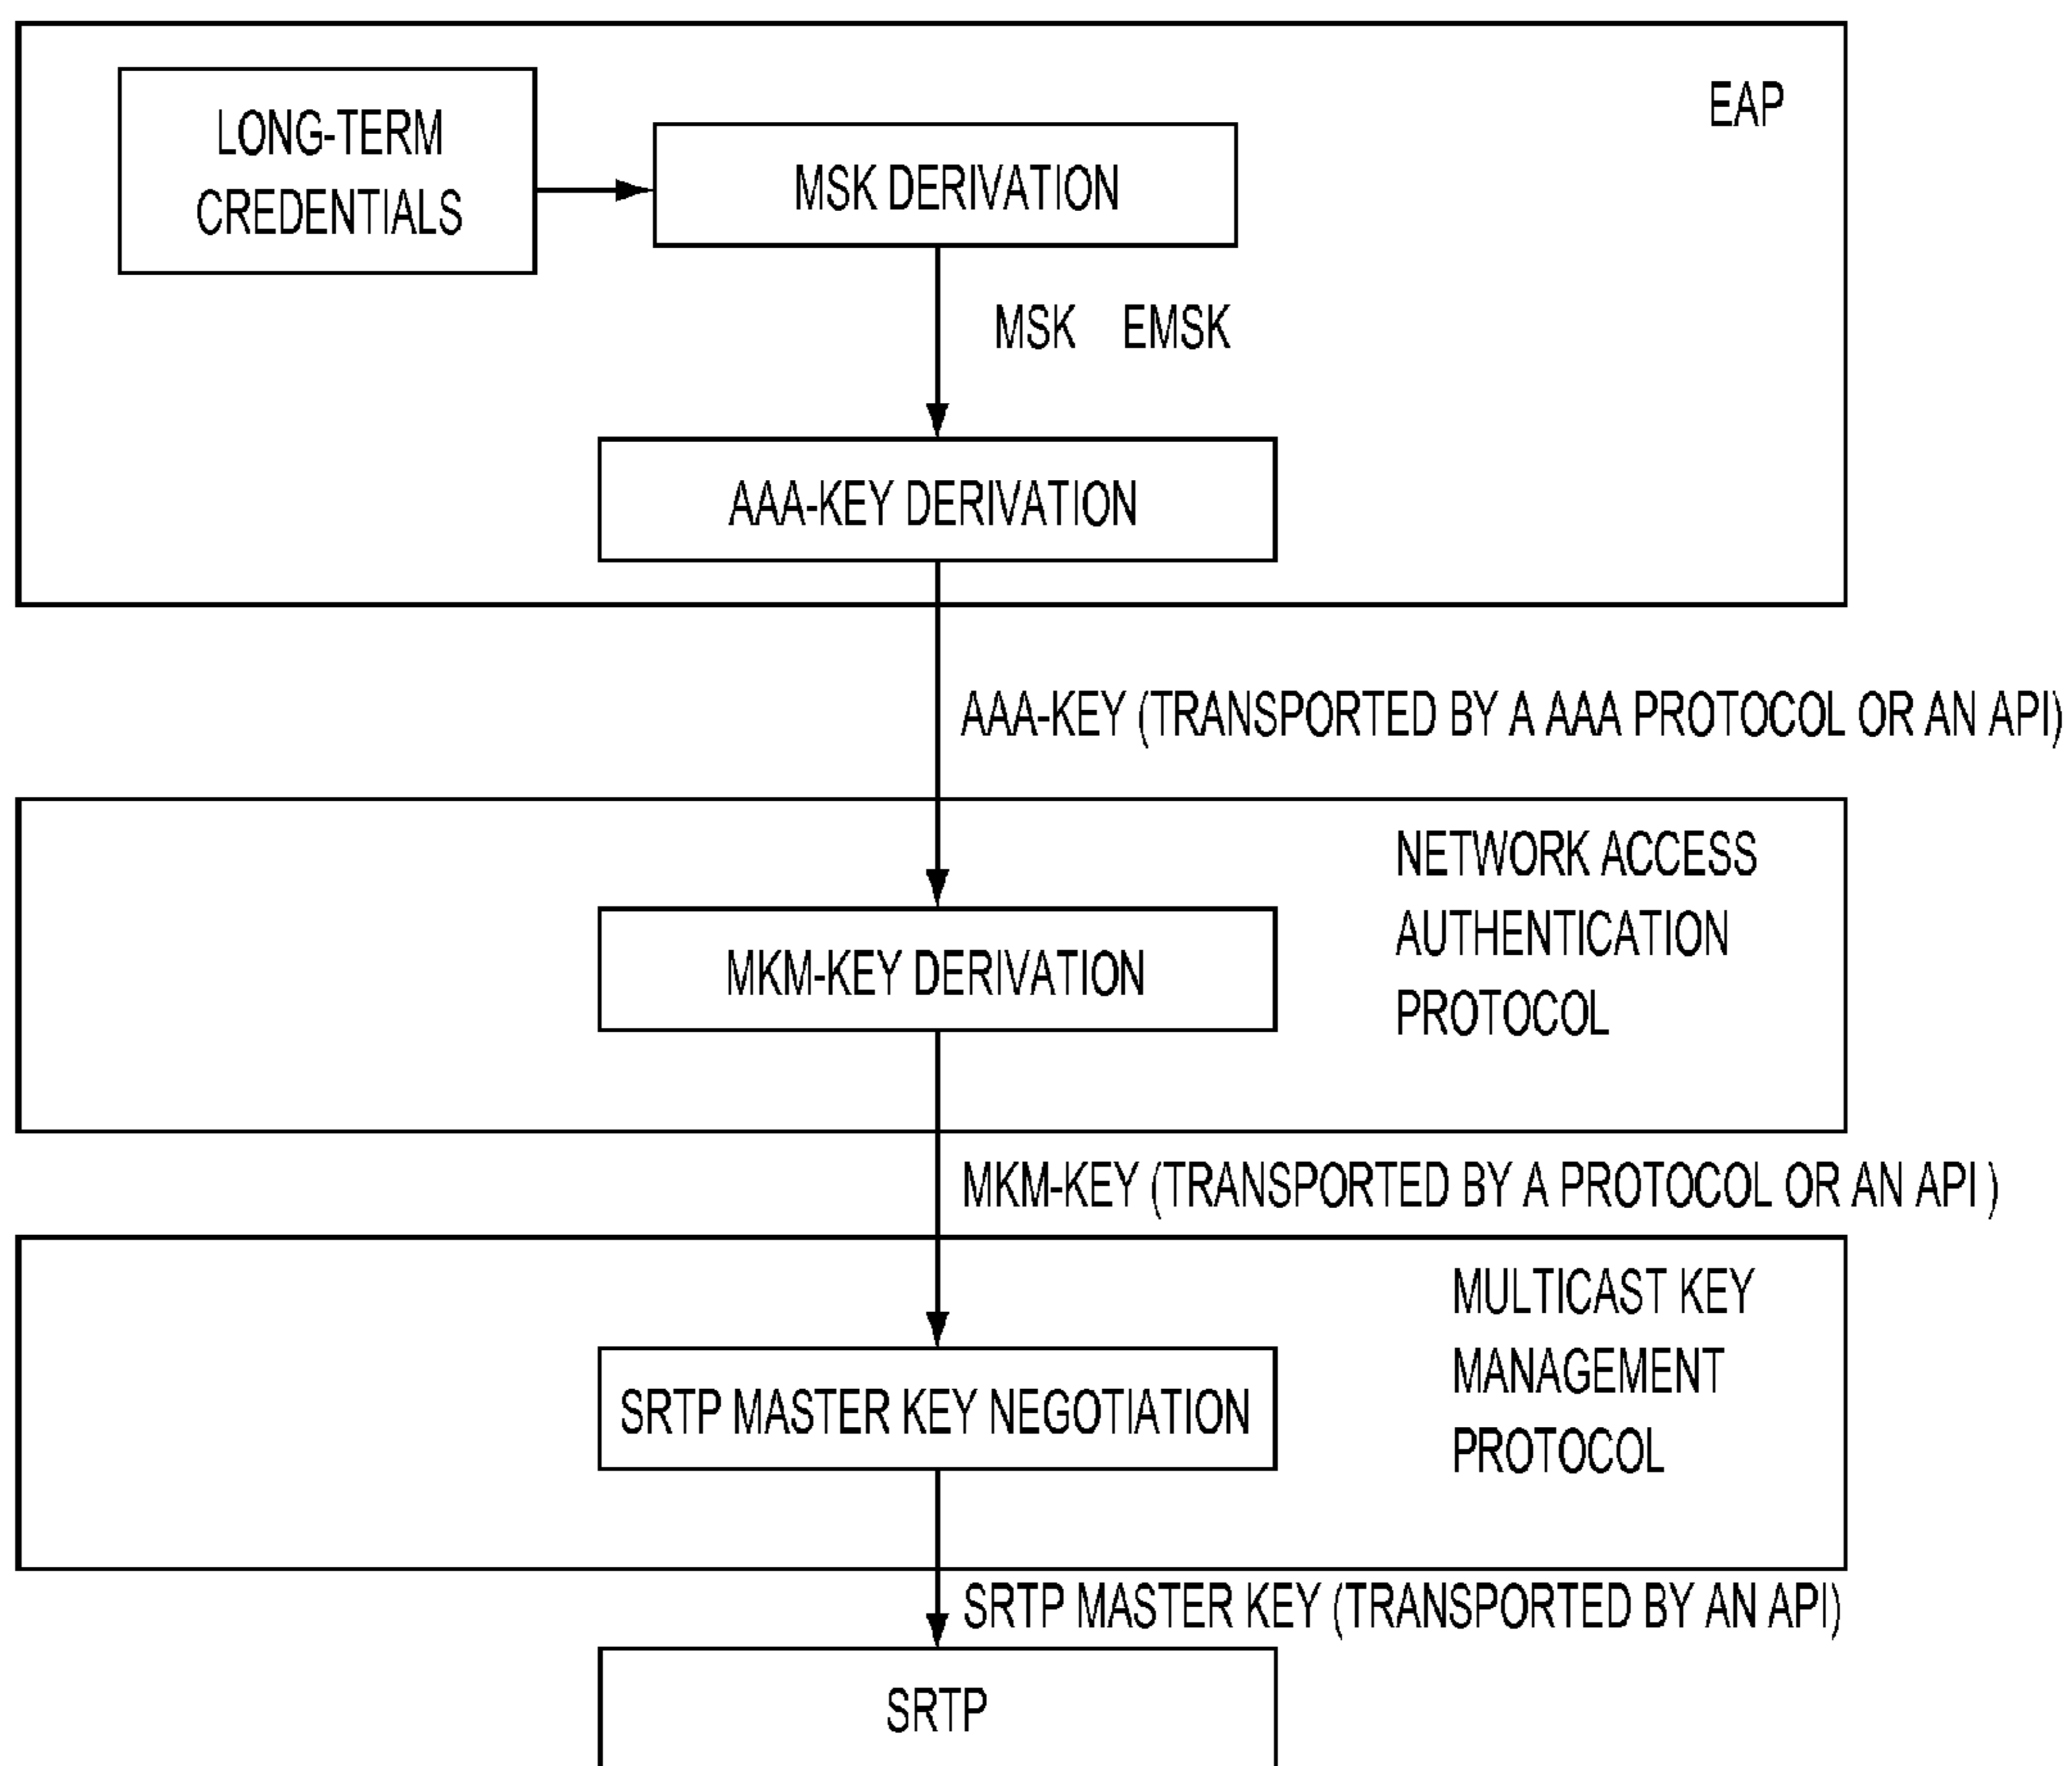 EAP
LONG-TERM
CREDENTIALS
MSK DERIVATION
MSK EMSK
AAA-KEY DERIVATION
AAA-KEY (TRANSPORTED BY A AAA PROTOCOL OR AN API)
NETWORK ACCESS
AUTHENTICATION
PROTOCOL
MKM-KEY DERIVATION
MKM-KEY (TRANSPORTED BY A PROTOCOL OR AN API )
MULTICAST KEY
MANAGEMENT
PROTOCOL
SRTP MASTER KEY NEGOTIATION
SRTP MASTER KEY (TRANSPORTED BY AN API)
SRTP